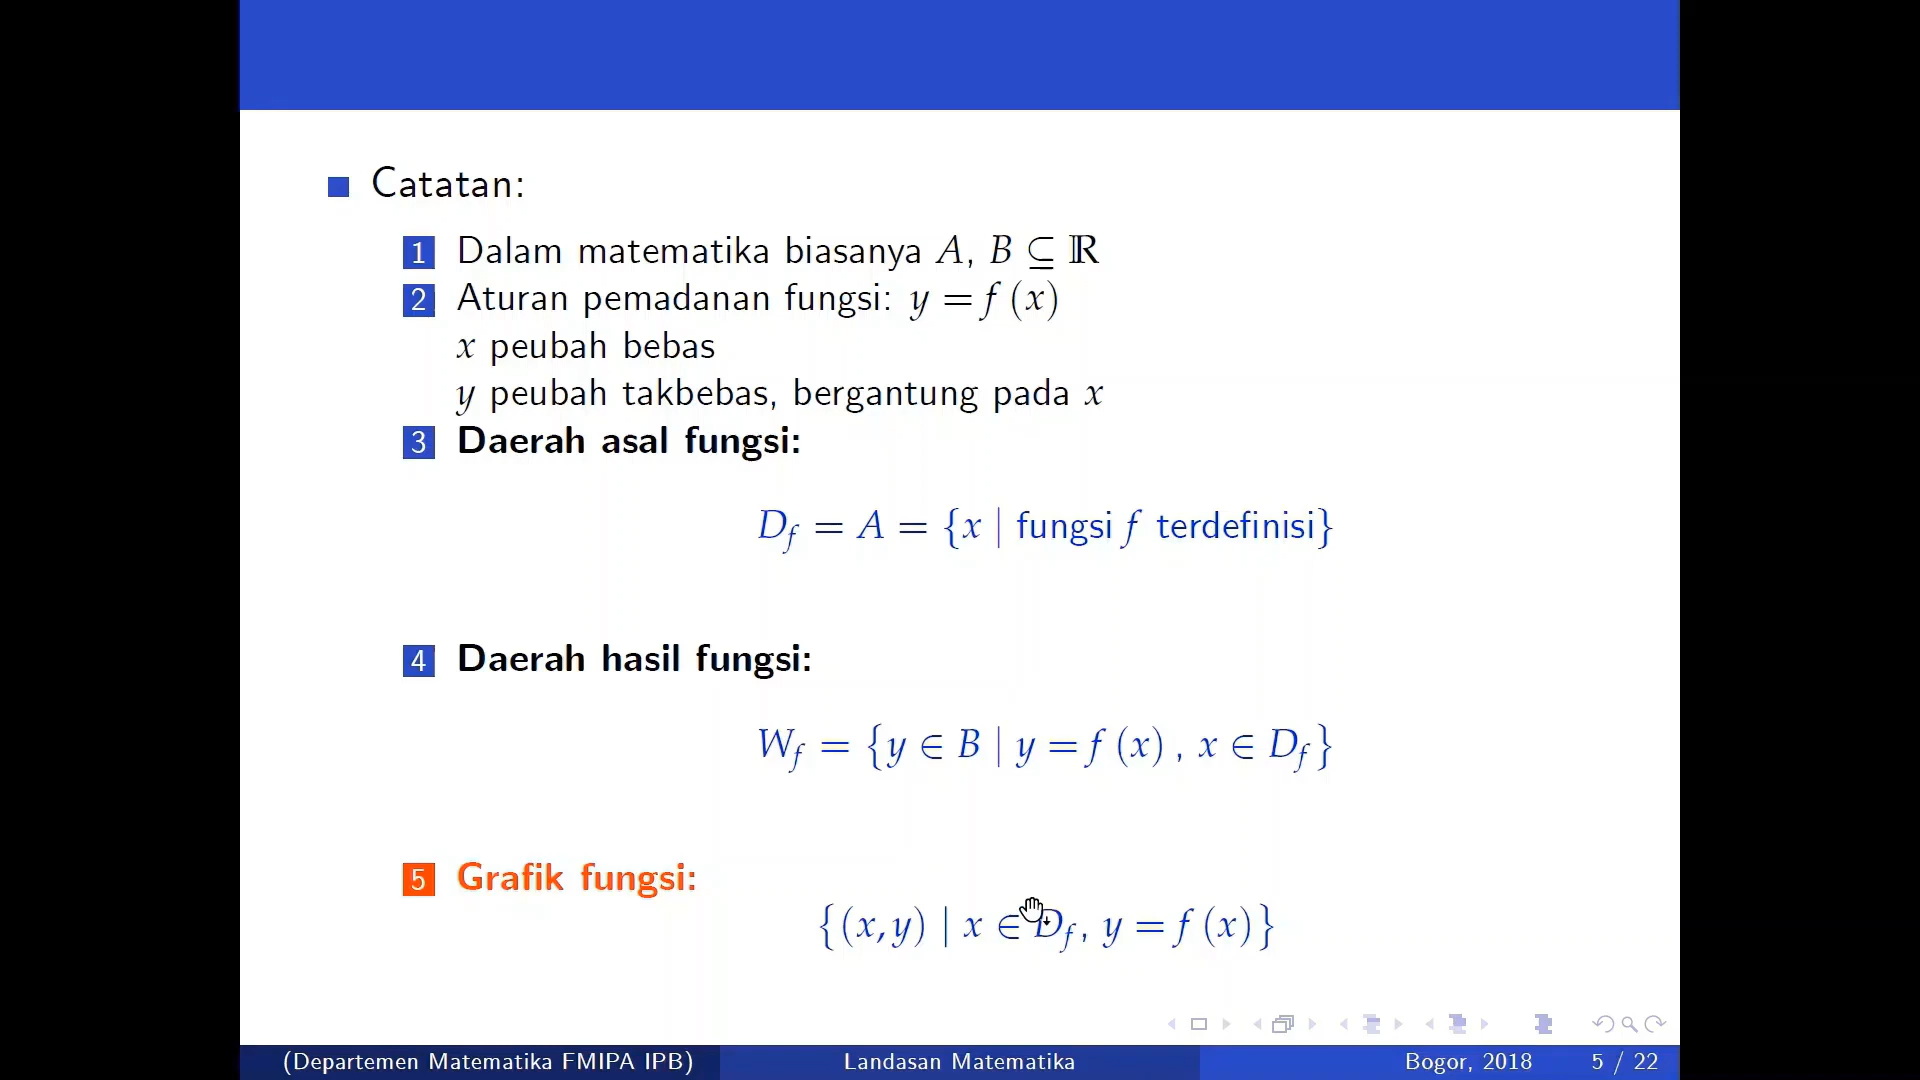 Catatan:
1 Dalam matematika biasanya A, B ⊆ ℝ
2 Aturan pemadanan fungsi: y = f (x)
x peubah bebas
y peubah takbebas, bergantung pada x
3 Daerah asal fungsi:
D_f = A = {x | fungsi f terdefinisi}
4 Daerah hasil fungsi:
W_f = {y ∈ B | y = f (x) , x ∈ D_f}
5 Grafik fungsi:
{(x, y) | x ∈ D_f, y = f (x)}
(Departemen Matematika FMIPA IPB) Landasan Matematika Bogor, 2018 5 / 22